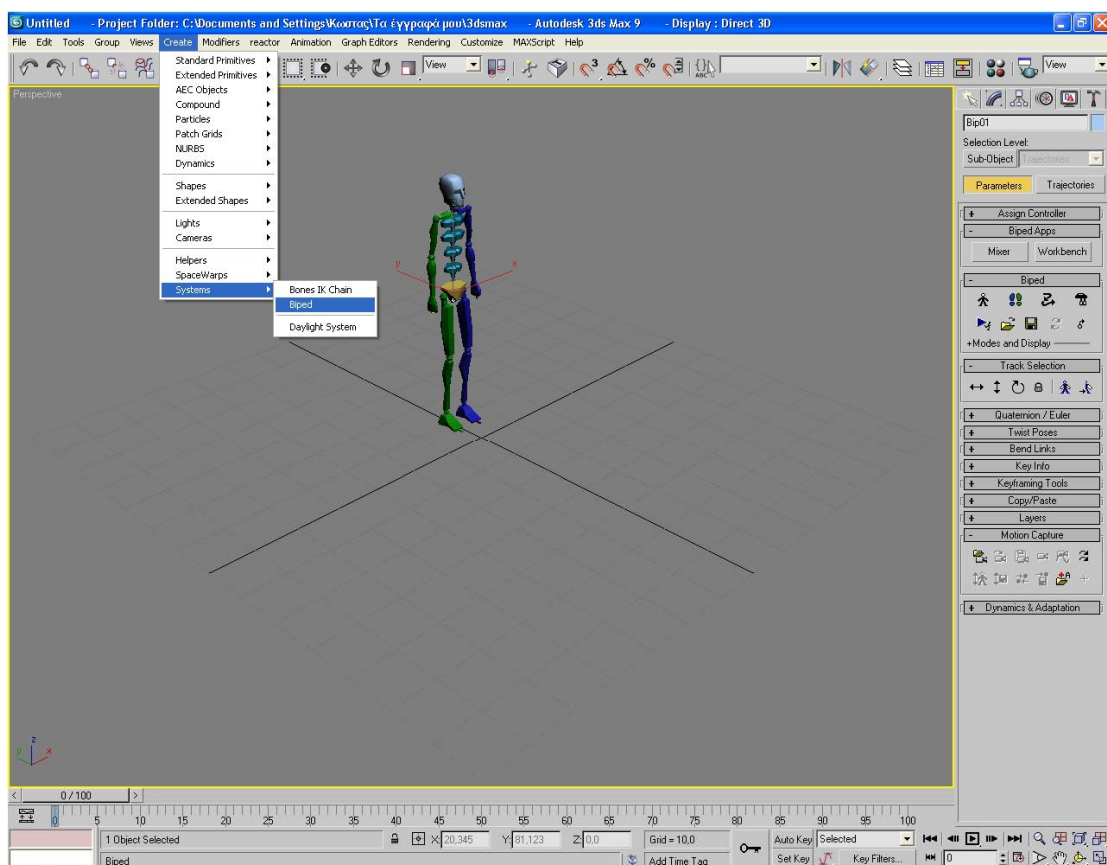 Untitled - Project Folder: C:\Documents and Settings\Κωστας\Τα έγγραφά μου\3dsmax - Autodesk 3ds Max 9 - Display : Direct 3D
File Edit Tools Group Views Create Modifiers reactor Animation Graph Editors Rendering Customize MAXScript Help
View View
Standard Primitives
Extended Primitives
AEC Objects
Compound
Particles
Patch Grids
NURBS
Dynamics
Shapes
Extended Shapes
Lights
Cameras
Helpers
SpaceWarps
Systems
Bones IK Chain
Biped
Daylight System
Perspective
y x
z
y x
Bip01
Selection Level:
Sub-Object Trajectories
Parameters Trajectories
+ Assign Controller
- Biped Apps
Mixer Workbench
- Biped
+Modes and Display
- Track Selection
+ Quaternion / Euler
+ Twist Poses
+ Bend Links
+ Key Info
+ Keyframing Tools
+ Copy/Paste
+ Layers
- Motion Capture
+ Dynamics & Adaptation
< 0 / 100 >
0 5 10 15 20 25 30 35 40 45 50 55 60 65 70 75 80 85 90 95 100
1 Object Selected X: 20,345 Y: 81,123 Z: 0,0 Grid = 10,0 Auto Key Selected
Biped Add Time Tag Set Key Key Filters... 0